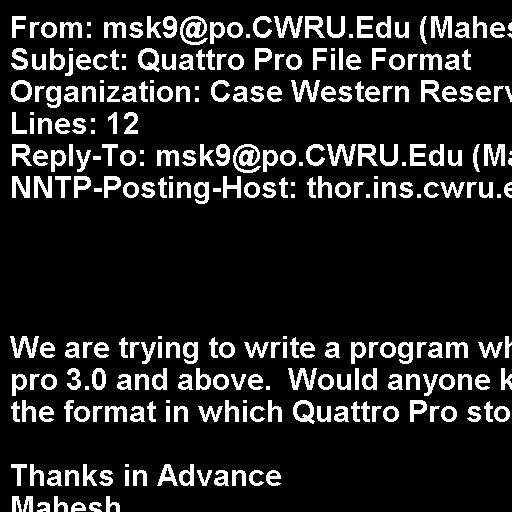 From: msk9@po.CWRU.Edu (Mahes
Subject: Quattro Pro File Format
Organization: Case Western Reserv
Lines: 12
Reply-To: msk9@po.CWRU.Edu (Ma
NNTP-Posting-Host: thor.ins.cwru.e
We are trying to write a program wh
pro 3.0 and above.  Would anyone k
the format in which Quattro Pro sto
Thanks in Advance
Mahesh